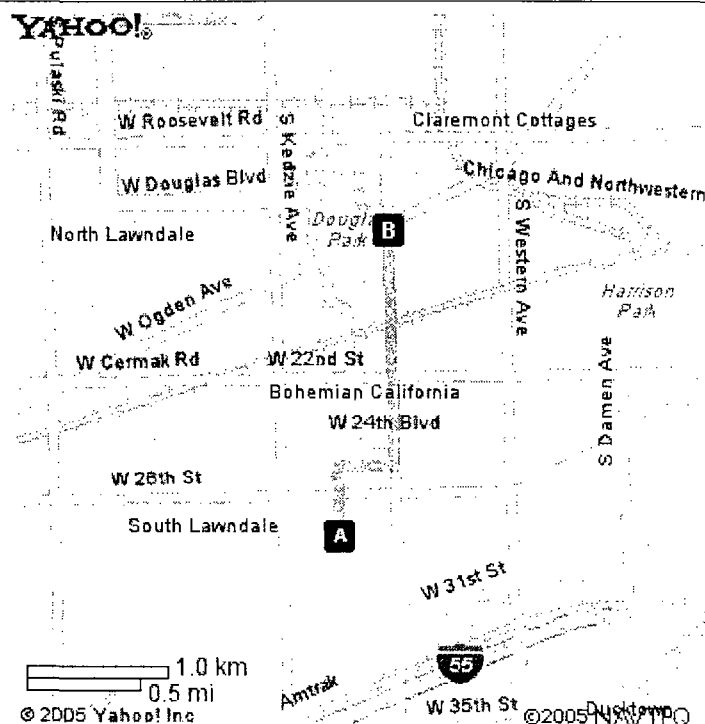 YAHOO!®
S Pulaski Rd
W Roosevelt Rd
S Kedzie Ave
Claremont Cottages
W Douglas Blvd
Chicago And Northwestern
North Lawndale
Douglas
Park
B
S Western Ave
Harrison
Park
W Ogden Ave
W Cermak Rd
W 22nd St
Bohemian California
S Damen Ave
W 24th Blvd
W 26th St
South Lawndale
A
W 31st St
1.0 km
0.5 mi
55
Amtrak
W 35th St
Ducktown
© 2005 Yahoo! Inc
©2005 NAVTEQ